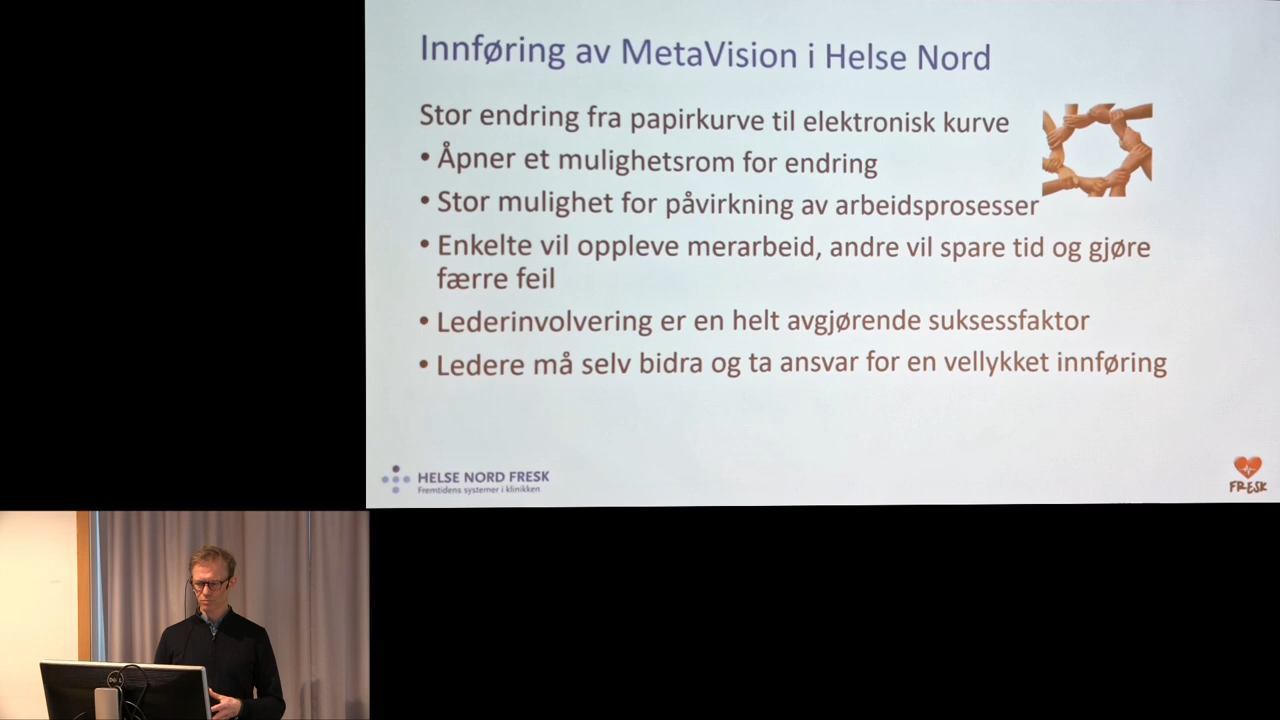 Innføring av MetaVision i Helse Nord
Stor endring fra papirkurve til elektronisk kurve
• Åpner et mulighetsrom for endring
• Stor mulighet for påvirkning av arbeidsprosesser
• Enkelte vil oppleve merarbeid, andre vil spare tid og gjøre
færre feil
• Lederinvolvering er en helt avgjørende suksessfaktor
• Ledere må selv bidra og ta ansvar for en vellykket innføring
HELSE NORD FRESK
Fremtidens systemer i klinikken
FRESK
DELL